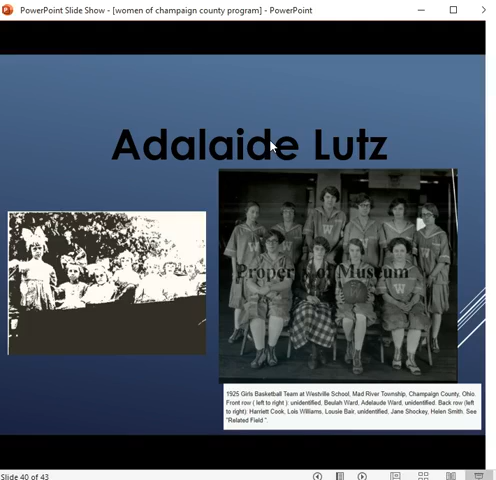 PowerPoint Slide Show - [women of champaign county program] - PowerPoint
Adalaide Lutz
W W W W
Property of Museum
W
1925 Girls Basketball Team at Westville School, Mad River Township, Champaign County, Ohio.
Front row ( left to right ): unidentified, Beulah Ward, Adelaude Ward, unidentified. Back row (left
to right): Harriett Cook, Lois Williams, Lousie Bair, unidentified, Jane Shockey, Helen Smith. See
"Related Field ".
Slide 40 of 43